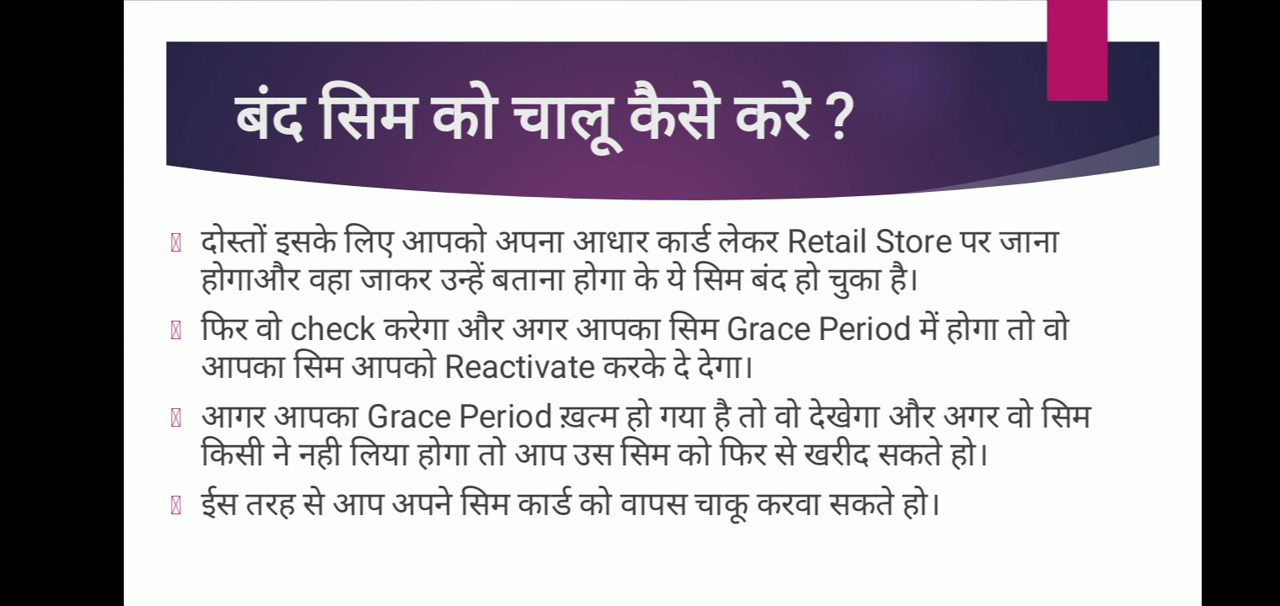 बंद सिम को चालू कैसे करे ?
दोस्तों इसके लिए आपको अपना आधार कार्ड लेकर Retail Store पर जाना
होगाऔर वहा जाकर उन्हें बताना होगा के ये सिम बंद हो चुका है।
फिर वो check करेगा और अगर आपका सिम Grace Period में होगा तो वो
आपका सिम आपको Reactivate करके दे देगा।
आगर आपका Grace Period ख़त्म हो गया है तो वो देखेगा और अगर वो सिम
किसी ने नही लिया होगा तो आप उस सिम को फिर से खरीद सकते हो।
ईस तरह से आप अपने सिम कार्ड को वापस चाकू करवा सकते हो।